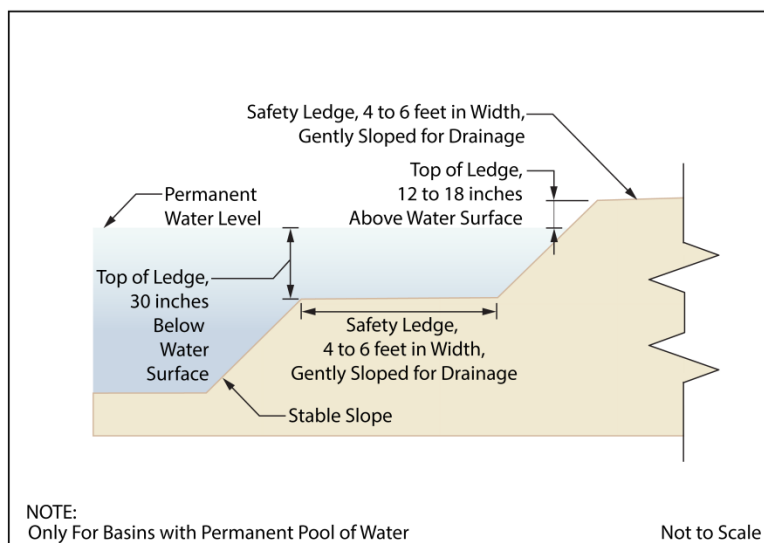 Safety Ledge, 4 to 6 feet in Width,
Gently Sloped for Drainage
Top of Ledge,
12 to 18 inches
Above Water Surface
Permanent
Water Level
Top of Ledge,
30 inches
Below
Water
Surface
Safety Ledge,
4 to 6 feet in Width,
Gently Sloped for Drainage
Stable Slope
NOTE:
Only For Basins with Permanent Pool of Water
Not to Scale